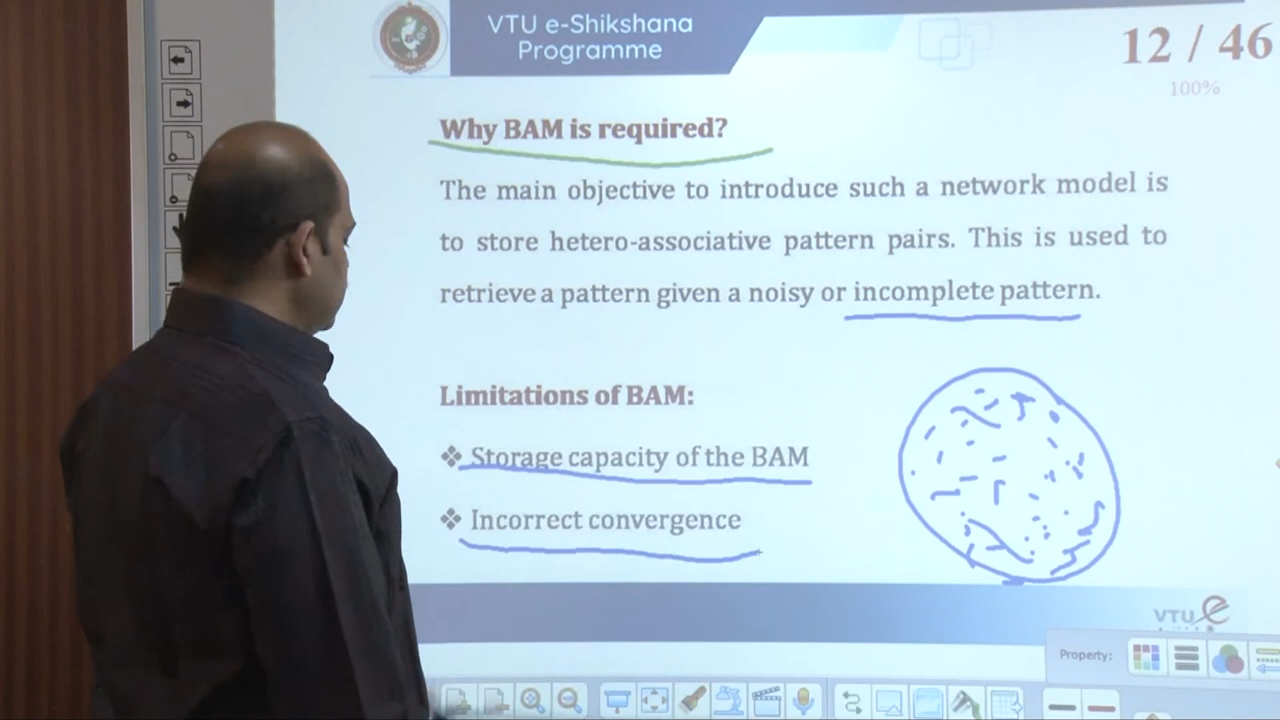 VTU e-Shikshana
Programme
12 / 46
100%
Why BAM is required?
The main objective to introduce such a network model is
to store hetero-associative pattern pairs. This is used to
retrieve a pattern given a noisy or incomplete pattern.
Limitations of BAM:
❖ Storage capacity of the BAM
❖ Incorrect convergence
VTU e
Property: